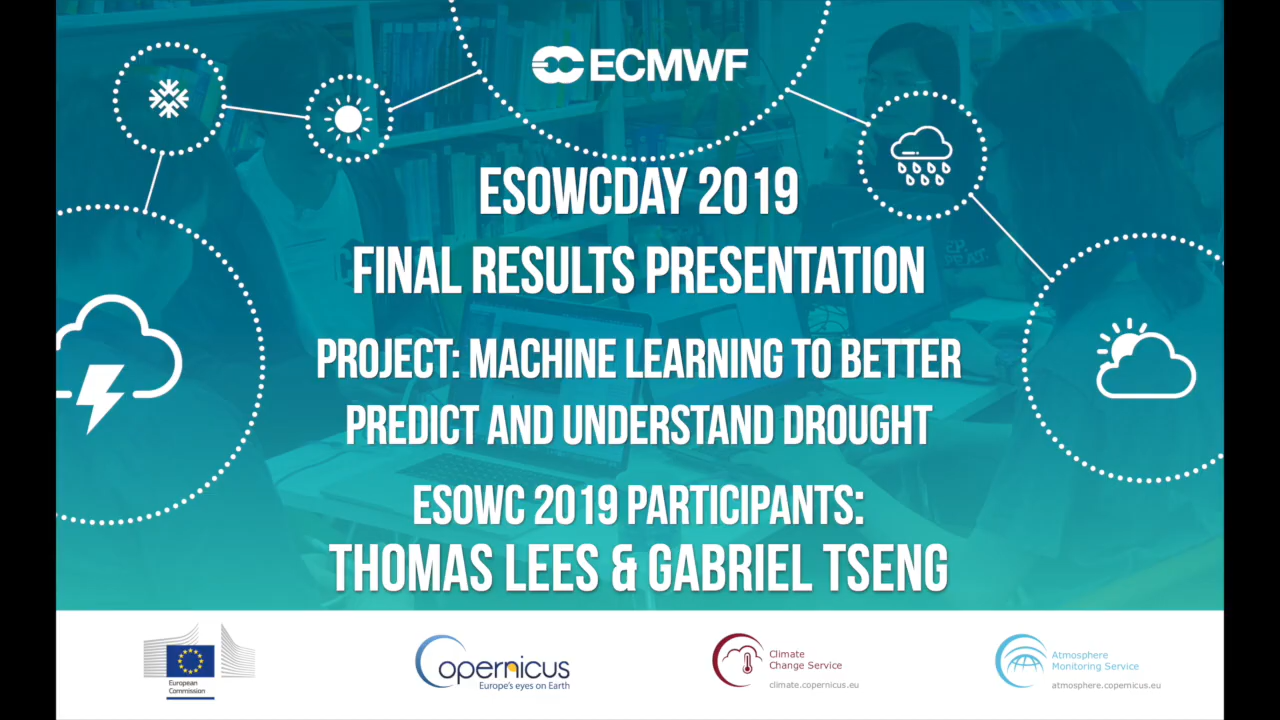 ECMWF
ESOWCDAY 2019
FINAL RESULTS PRESENTATION
PROJECT: MACHINE LEARNING TO BETTER
PREDICT AND UNDERSTAND DROUGHT
ESOWC 2019 PARTICIPANTS:
THOMAS LEES & GABRIEL TSENG
European
Commission
opernicus
Europe's eyes on Earth
Climate
Change Service
climate.copernicus.eu
Atmosphere
Monitoring Service
atmosphere.copernicus.eu